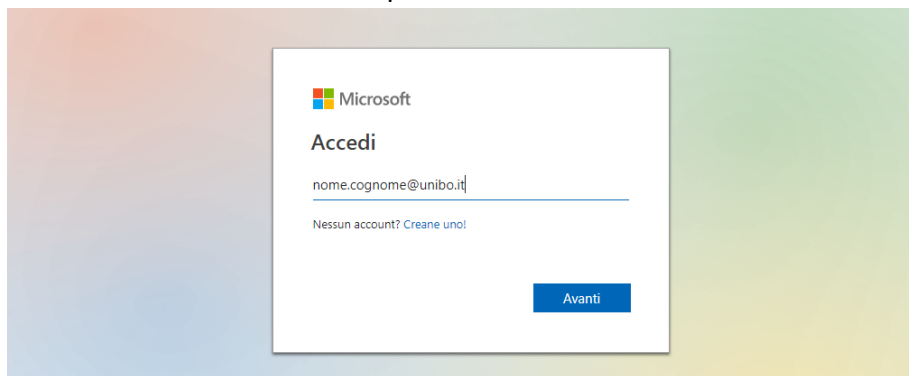 Microsoft
Accedi
nome.cognome@unibo.it
Nessun account? Creane uno!
Avanti